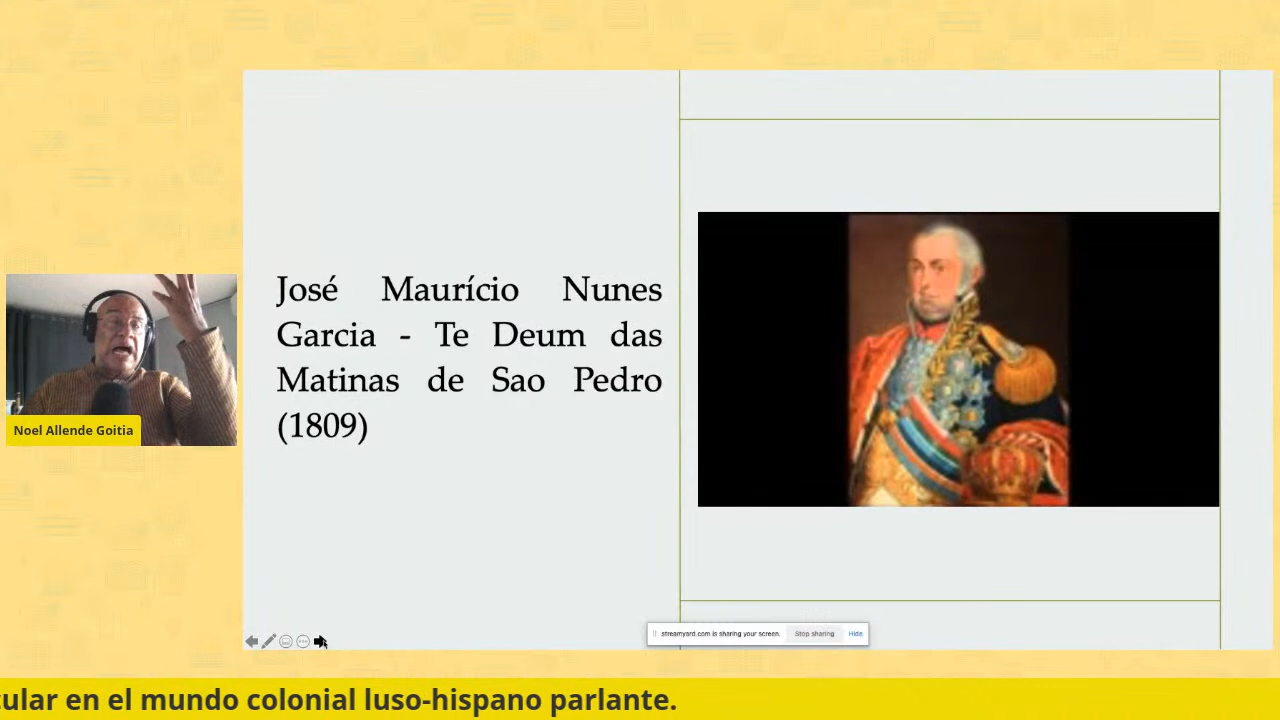 José Maurício Nunes
Garcia - Te Deum das
Matinas de Sao Pedro
(1809)
Noel Allende Goitia
streamyard.com is sharing your screen.
Stop sharing
Hide
cular en el mundo colonial luso-hispano parlante.